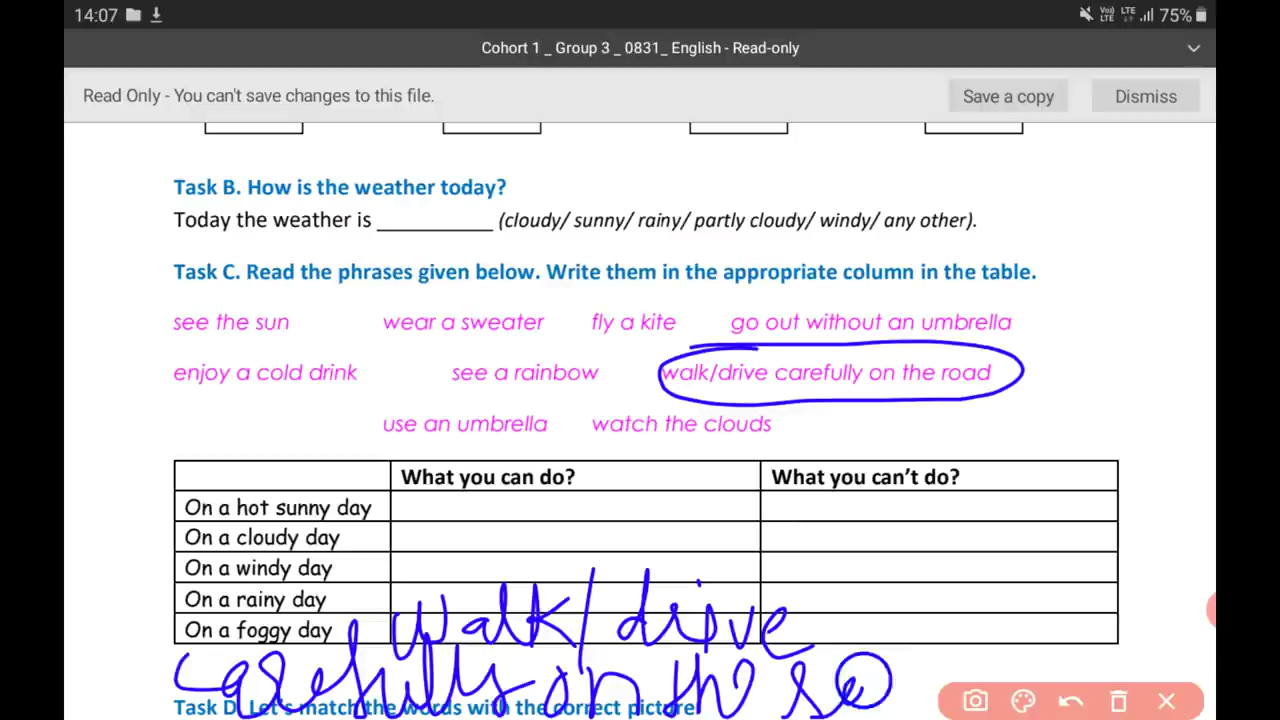 14:07 Vo) LTE LTE 75%
Cohort 1 _ Group 3 _ 0831_ English - Read-only
Read Only - You can't save changes to this file. Save a copy Dismiss
Task B. How is the weather today?
Today the weather is __________ (cloudy/ sunny/ rainy/ partly cloudy/ windy/ any other).
Task C. Read the phrases given below. Write them in the appropriate column in the table.
see the sun wear a sweater fly a kite go out without an umbrella
enjoy a cold drink see a rainbow walk/drive carefully on the road
use an umbrella watch the clouds
What you can do? What you can't do?
On a hot sunny day
On a cloudy day
On a windy day
On a rainy day
On a foggy day walk/drive
carefully on the
Task D. Let's match the words with the correct picture